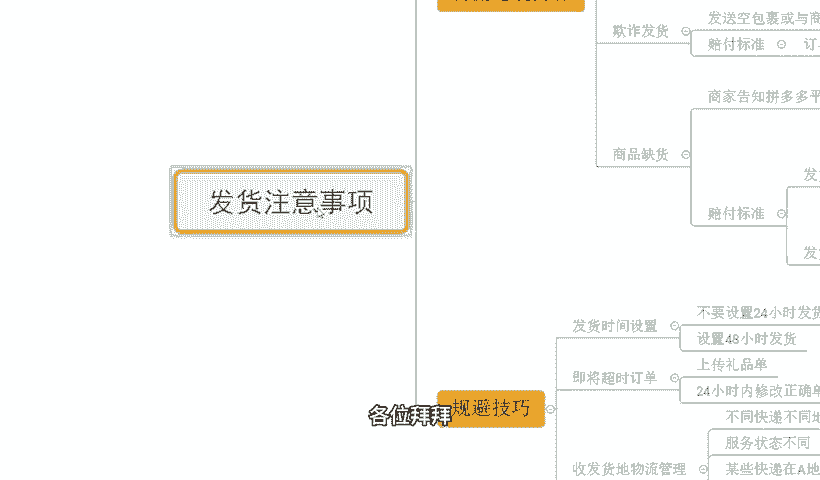 欺诈发货
发送空包裹或与商
赔付标准
订单
商家告知拼多多平
商品缺货
发
赔付标准
发
发货注意事项
不要设置24小时发货
发货时间设置
设置48小时发货
上传礼品单
即将超时订单
24小时内修改正确单
规避技巧
各位拜拜
不同快递不同地
服务状态不同
收发货地物流管理
某些快递在A地